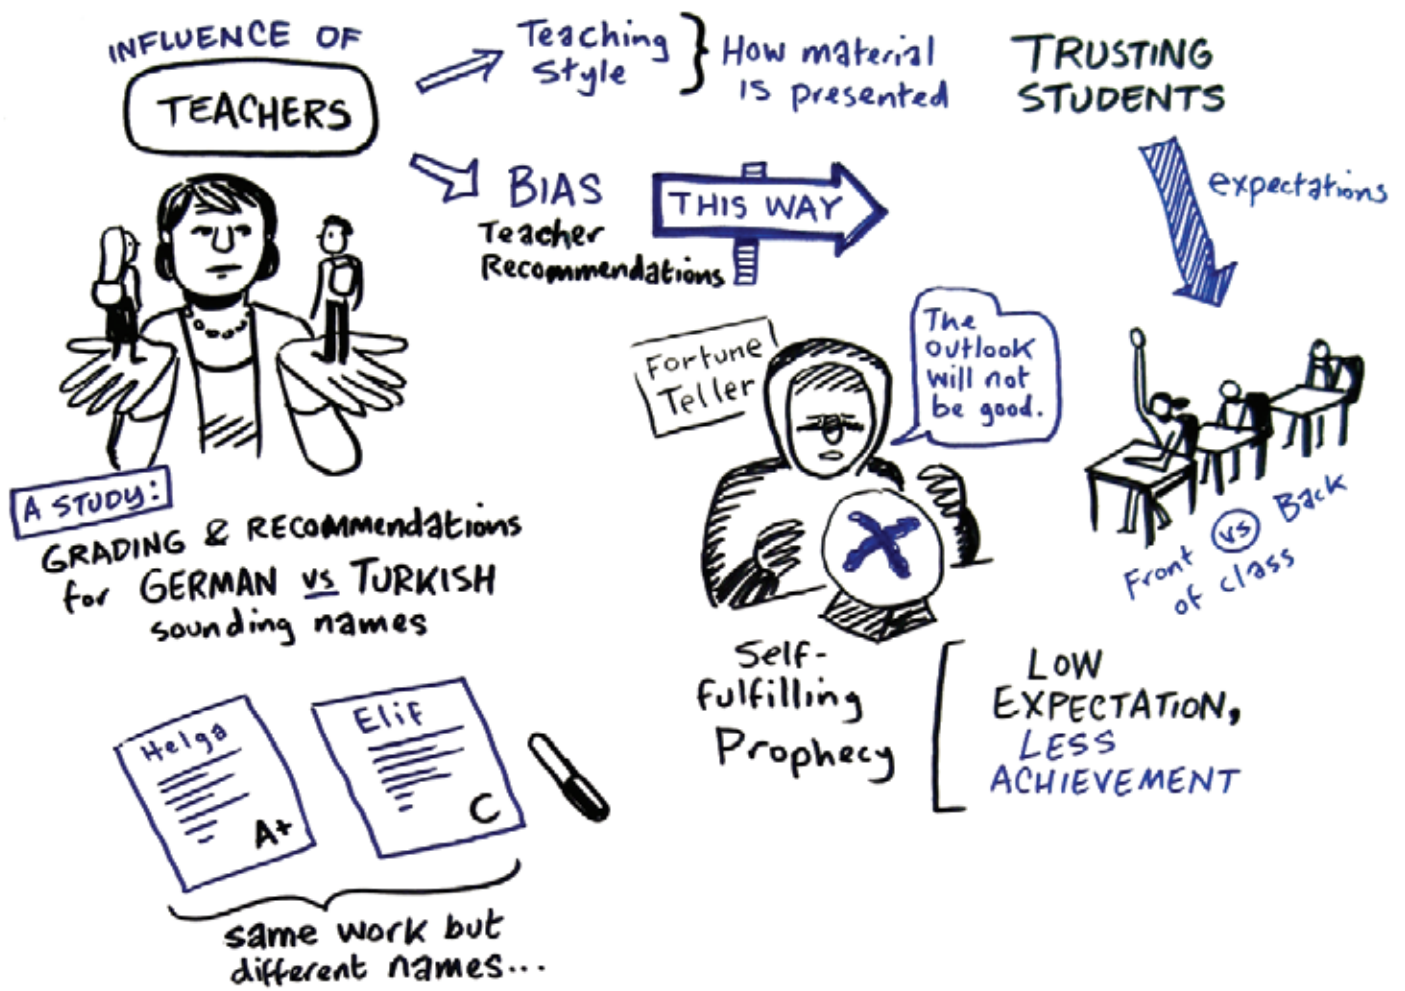 INFLUENCE OF
TEACHERS
Teaching
Style
How material
is presented
BIAS
Teacher
Recommendations
THIS WAY
TRUSTING
STUDENTS
expectations
Front vs Back
of class
Fortune
Teller
The
outlook
will not
be good.
A STUDY:
GRADING & RECOMMENDATIONS
for GERMAN vs TURKISH
sounding names
Helga
A+
Elif
C
same work but
different names...
Self-
fulfilling
Prophecy
LOW
EXPECTATION,
LESS
ACHIEVEMENT